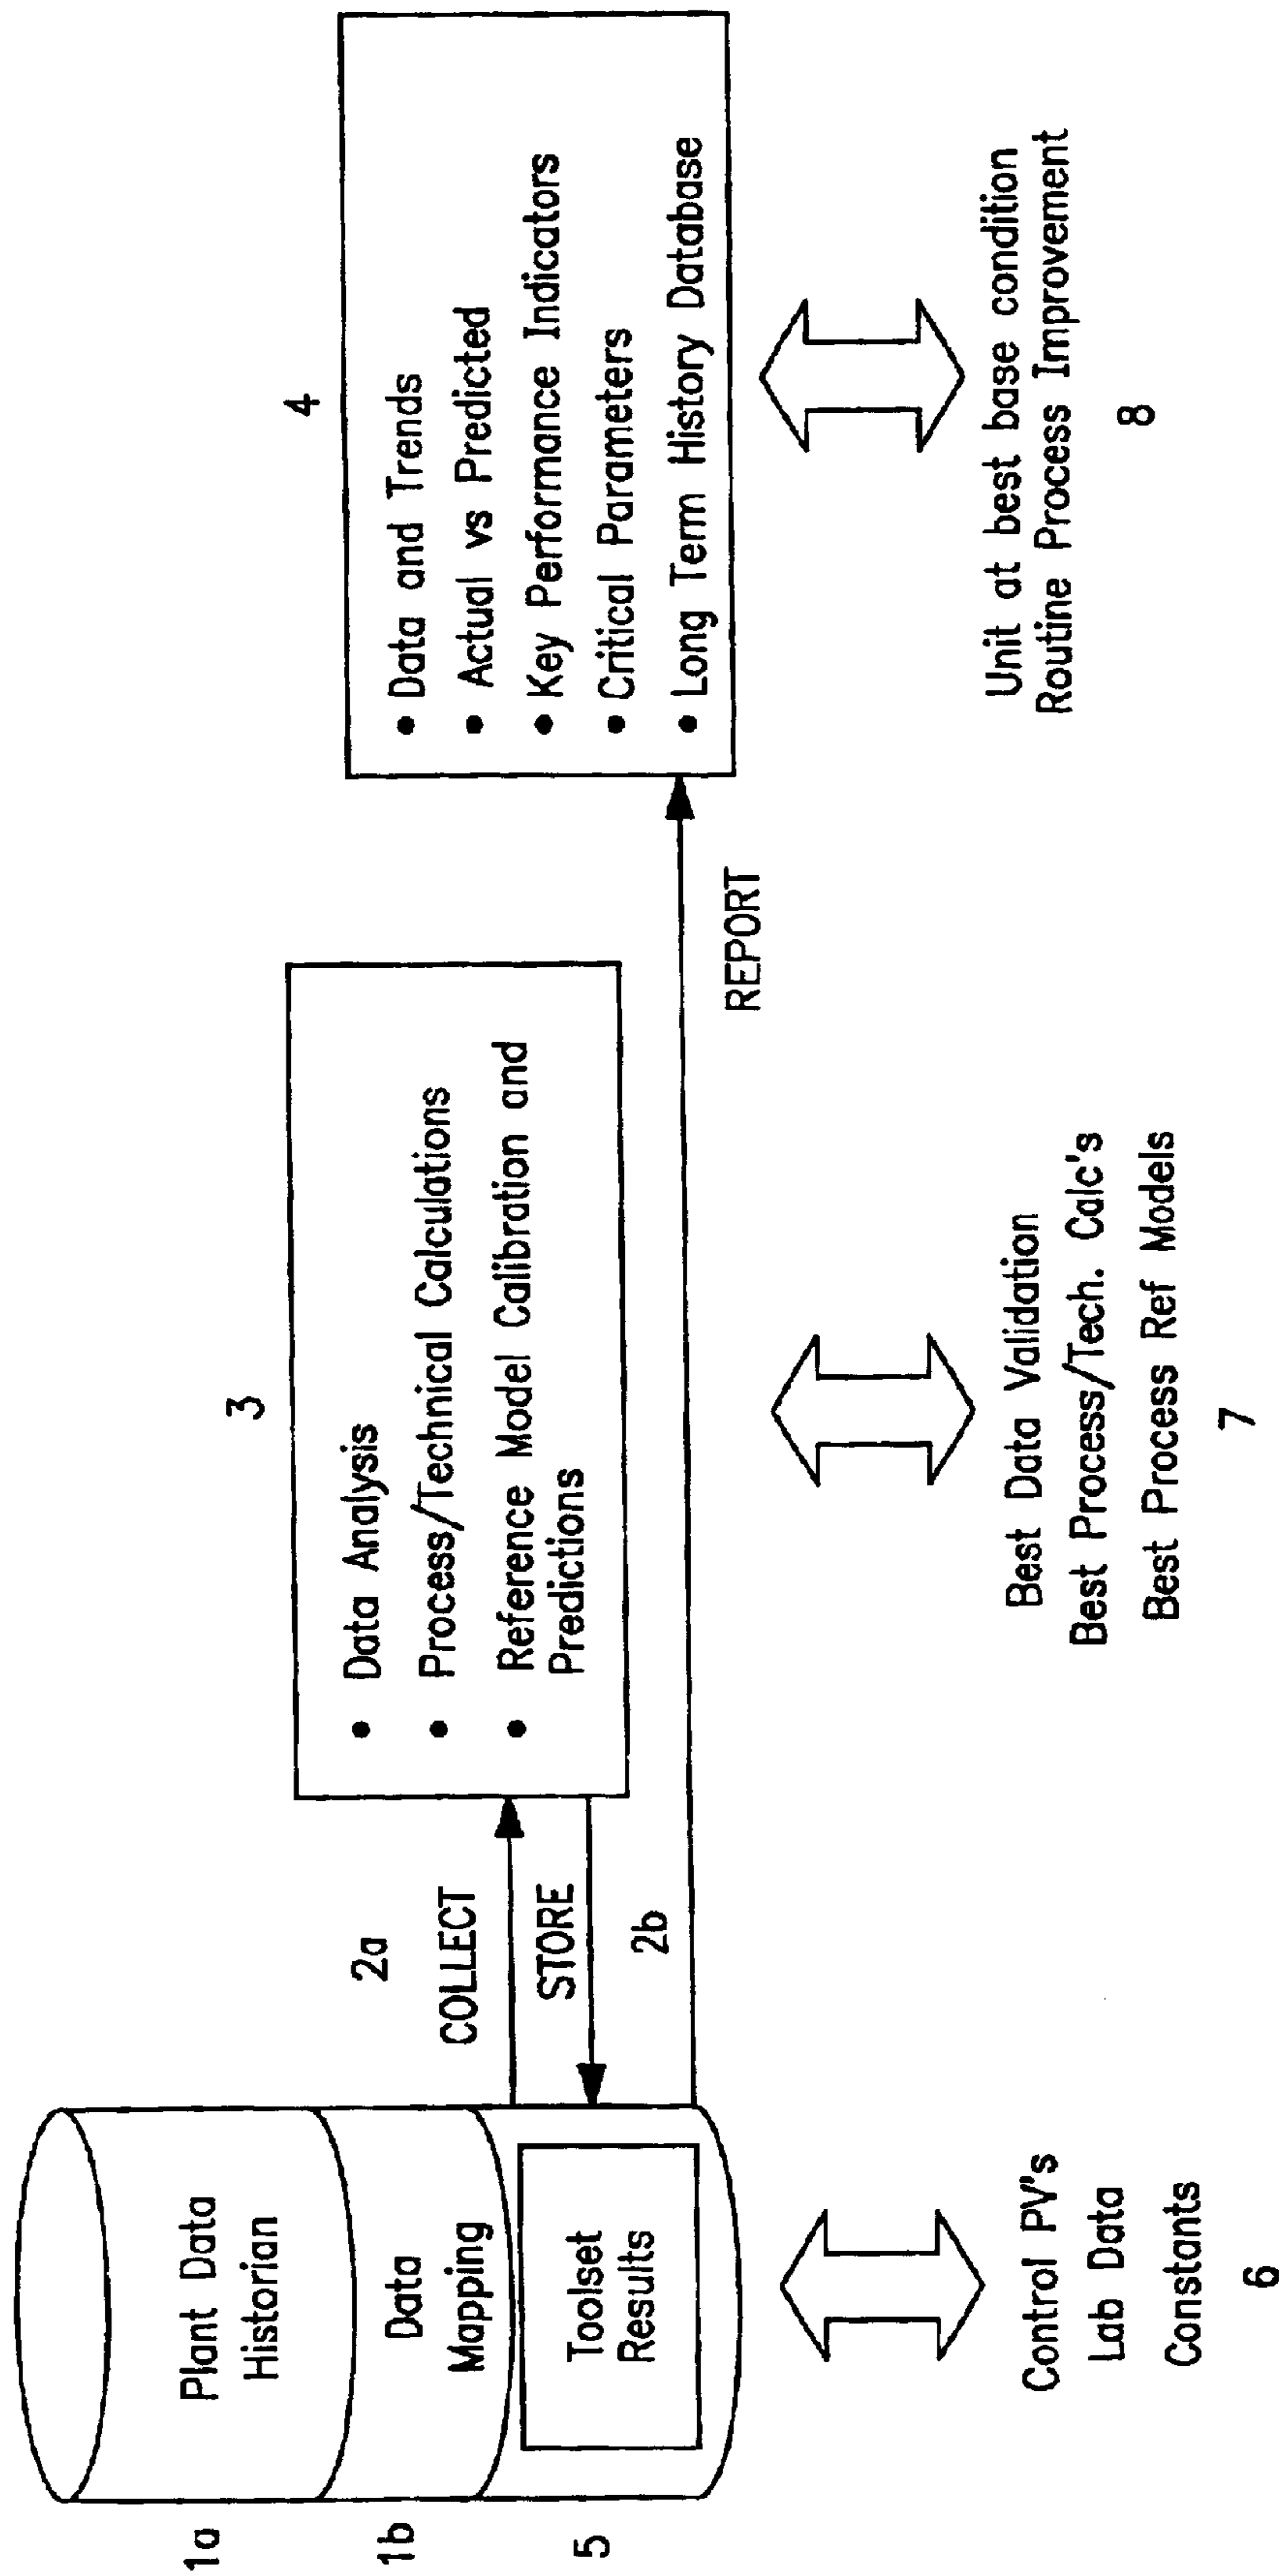 1a
Plant Data
Historian
1b
Data
Mapping
5
Toolset
Results
2a
COLLECT
STORE
2b
3
• Data Analysis
• Process/Technical Calculations
• Reference Model Calibration and
Predictions
REPORT
4
• Data and Trends
• Actual vs Predicted
• Key Performance Indicators
• Critical Parameters
• Long Term History Database
Control PV's
Lab Data
Constants
6
Best Data Validation
Best Process/Tech. Calc's
Best Process Ref Models
7
Unit at best base condition
Routine Process Improvement
8